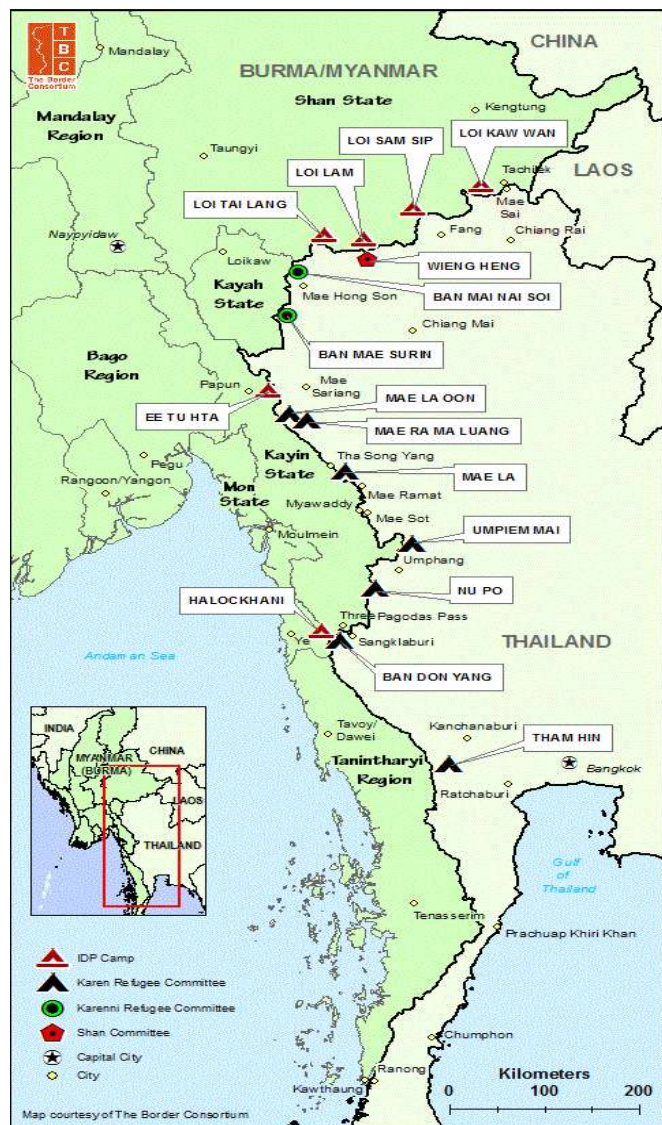 T
B C
The Border
Consortium
CHINA
Mandalay
BURMA/MYANMAR
Shan State
Mandalay
Region
Kengtung
LOI SAM SIP
LOI KAW WAN
Taungyi
LAOS
LOI LAM
Tachilek
LOI TAI LANG
Mae
Sai
Naypyidaw
Fang
Chiang Rai
Loikaw
WIENG HENG
Kayah
State
Mae Hong Son
BAN MAI NAI SOI
Chiang Mai
Bago
Region
BAN MAE SURIN
Papun
Mae
Sariang
MAE LA OON
EE TU HTA
MAE RA MA LUANG
Kayin
State
Tha Song Yang
Pegu
MAE LA
Rangoon/Yangon
Mon
State
Mae Ramat
Myawaddy
Mae Sot
Moulmein
UMPIEM MAI
Umphang
NU PO
HALOCKHANI
Three Pagodas Pass
Ye
Sangklaburi
THAILAND
Andaman Sea
BAN DON YANG
Tavoy/
Dawei
Kanchanaburi
THAM HIN
Tanintharyi
Region
Bangkok
Ratchaburi
INDIA
CHINA
MYANMAR
(BURMA)
LAOS
THAILAND
Gulf
of Thailand
Tenasserim
Prachuap Khiri Khan
IDP Camp
Karen Refugee Committee
Karenni Refugee Committee
Shan Committee
Capital City
City
Chumphon
Ranong
Kawthaung
Kilometers
0 100 200
Map courtesy of The Border Consortium